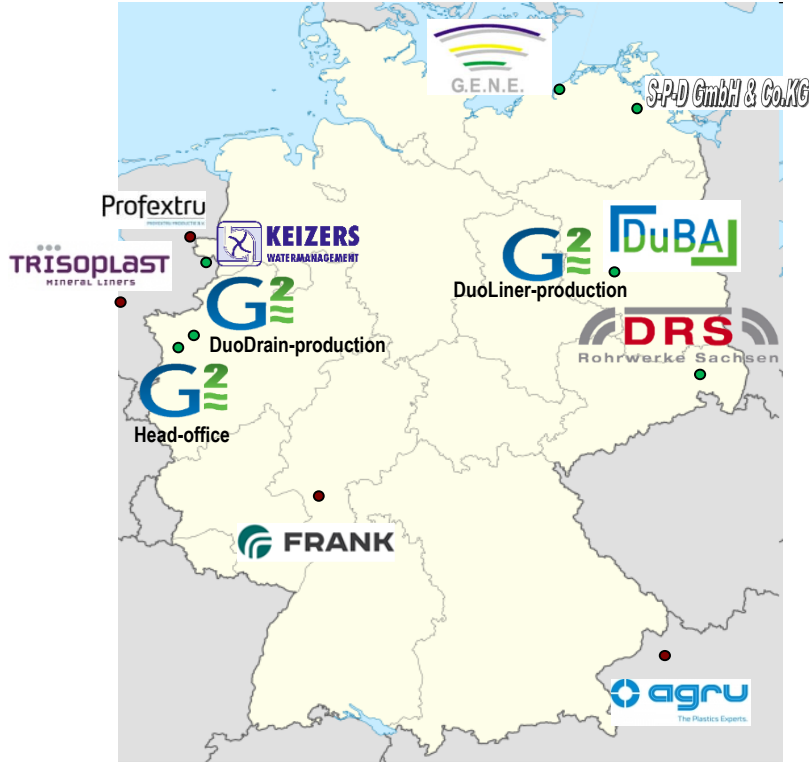 G.E.N.E.
S-P-D GmbH & Co.KG
Profextru
KEIZERS
WATERMANAGEMENT
TRISOPLAST
MINERAL LINERS
G2
DuBA
DuoLiner-production
G2
DuoDrain-production
DRS
Rohrwerke Sachsen
G2
Head-office
FRANK
agru
The Plastics Experts.